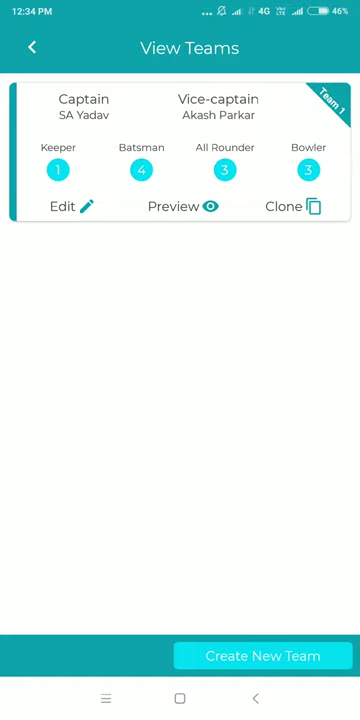 12:34 PM
4G
VoLTE
46%
View Teams
Team 1
Captain
Vice-captain
SA Yadav
Akash Parkar
Keeper
Batsman
All Rounder
Bowler
1
4
3
3
Edit
Preview
Clone
Create New Team